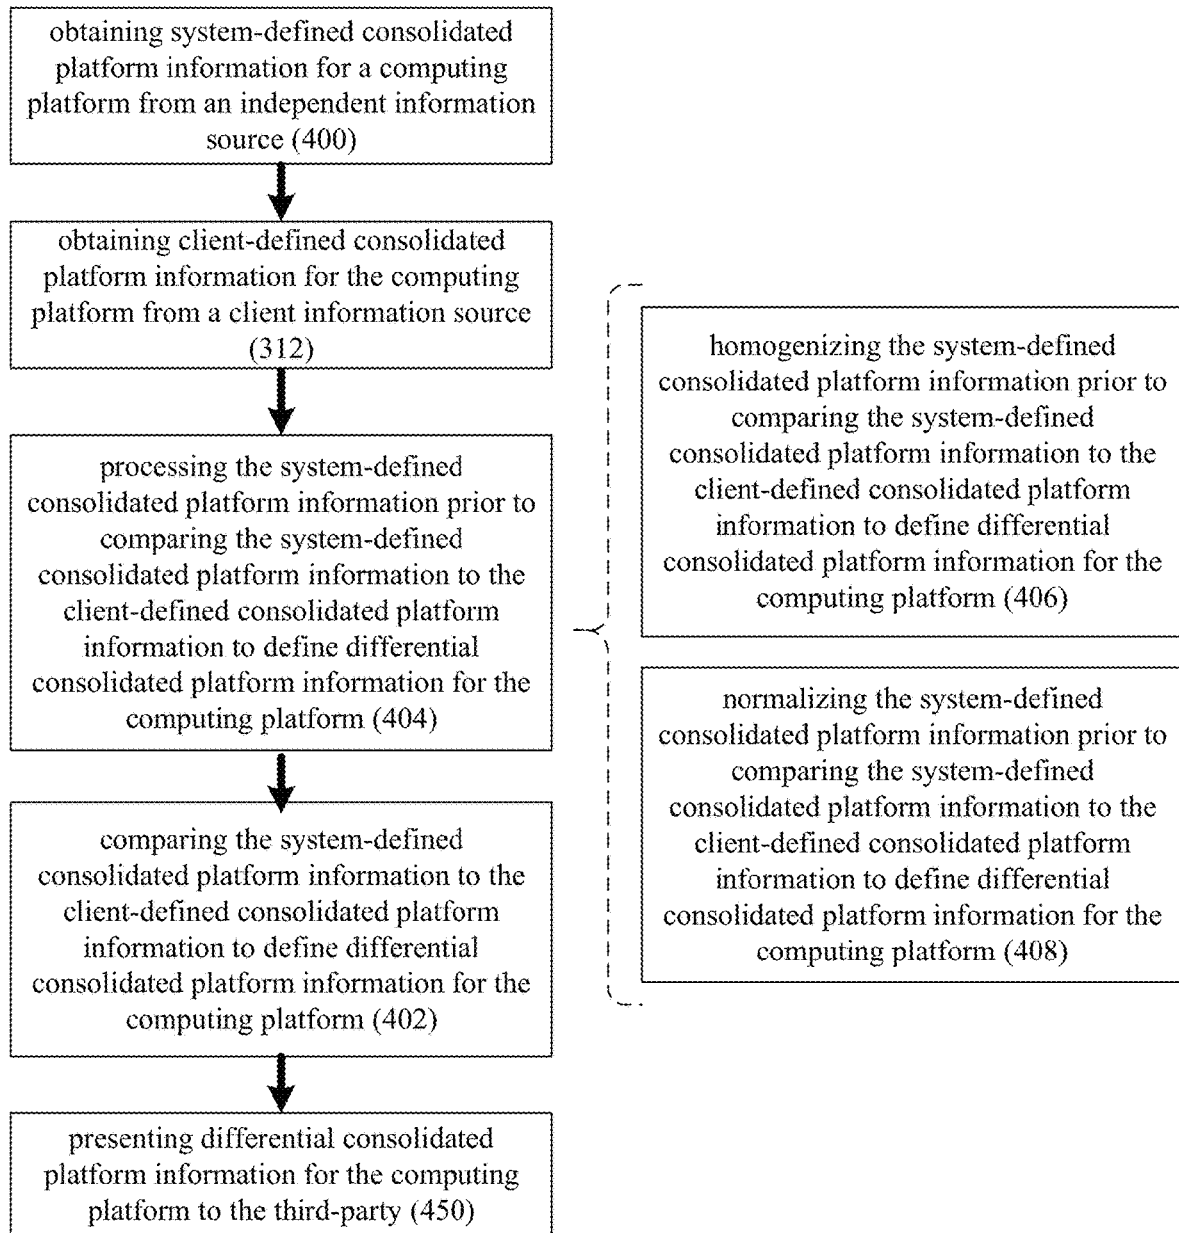 obtaining system-defined consolidated
platform information for a computing
platform from an independent information
source (400)
obtaining client-defined consolidated
platform information for the computing
platform from a client information source
(312)
processing the system-defined
consolidated platform information prior to
comparing the system-defined
consolidated platform information to the
client-defined consolidated platform
information to define differential
consolidated platform information for the
computing platform (404)
homogenizing the system-defined
consolidated platform information prior to
comparing the system-defined
consolidated platform information to the
client-defined consolidated platform
information to define differential
consolidated platform information for the
computing platform (406)
normalizing the system-defined
consolidated platform information prior to
comparing the system-defined
consolidated platform information to the
client-defined consolidated platform
information to define differential
consolidated platform information for the
computing platform (408)
comparing the system-defined
consolidated platform information to the
client-defined consolidated platform
information to define differential
consolidated platform information for the
computing platform (402)
presenting differential consolidated
platform information for the computing
platform to the third-party (450)